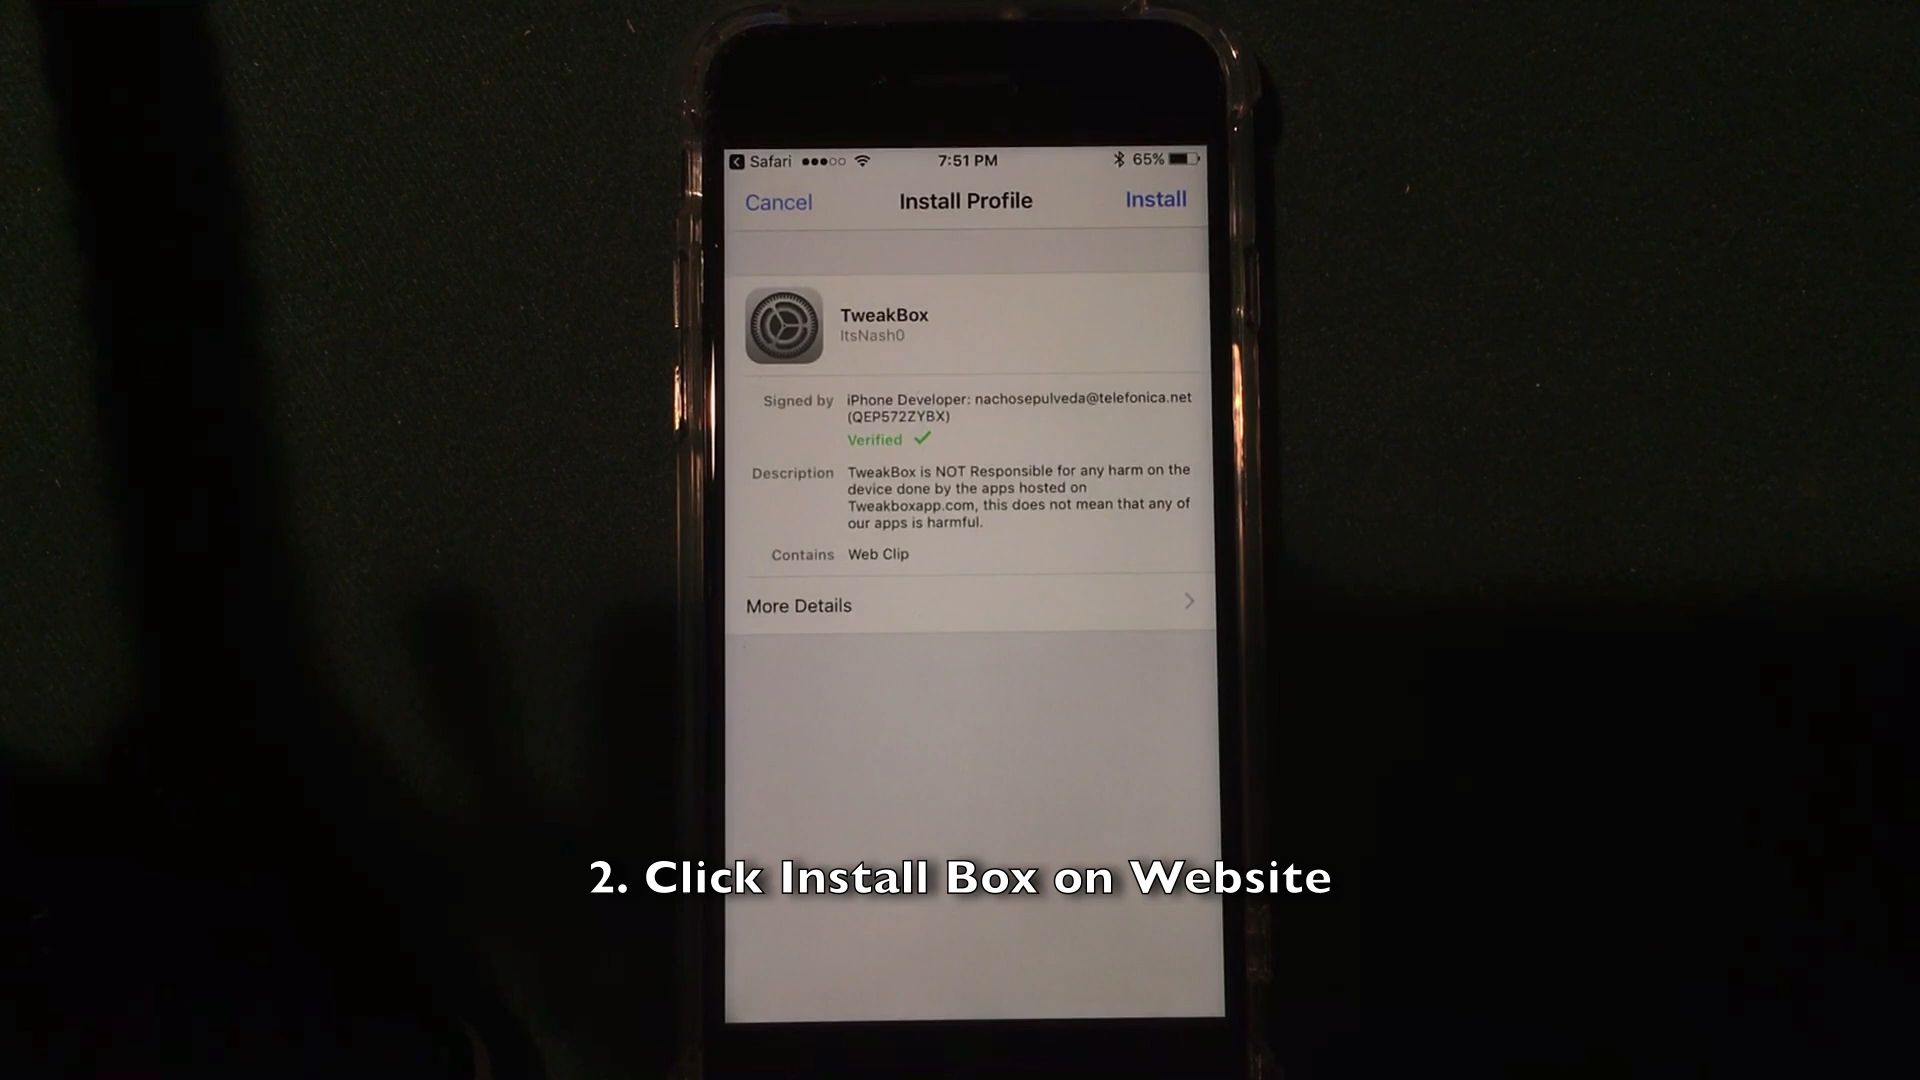 Safari 7:51 PM 65%
Cancel Install Profile Install
TweakBox
ItsNash0
Signed by iPhone Developer: nachosepulveda@telefonica.net
(QEP572ZYBX)
Verified
Description TweakBox is NOT Responsible for any harm on the
device done by the apps hosted on
Tweakboxapp.com, this does not mean that any of
our apps is harmful.
Contains Web Clip
More Details
2. Click Install Box on Website